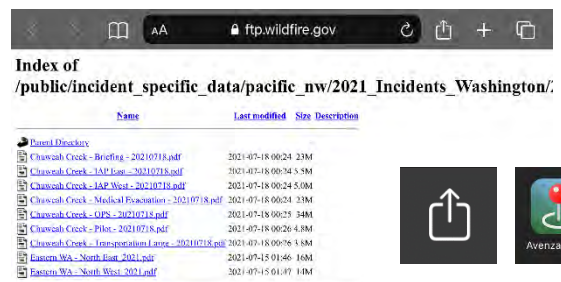 AA ftp.wildfire.gov
Index of
/public/incident_specific_data/pacific_nw/2021_Incidents_Washington/
Name Last modified Size Description
Parent Directory
Chuweah Creek - Briefing - 20210718.pdf 2021-07-18 00:24 23M
Chuweah Creek - IAP East - 20210718.pdf 2021-07-18 00:24 5.5M
Chuweah Creek - IAP West - 20210718.pdf 2021-07-18 00:24 5.0M
Chuweah Creek - Medical Evacuation - 20210718.pdf 2021-07-18 00:24 23M
Chuweah Creek - OPS - 20210718.pdf 2021-07-18 00:25 34M
Chuweah Creek - Pilot - 20210718.pdf 2021-07-18 00:26 4.8M
Chuweah Creek - Transportation Large - 20210718.pdf 2021-07-18 00:26 3.8M
Eastern WA - North East_2021.pdf 2021-07-15 01:46 16M
Eastern WA - North West_2021.pdf 2021-07-15 01:47 14M
Avenza